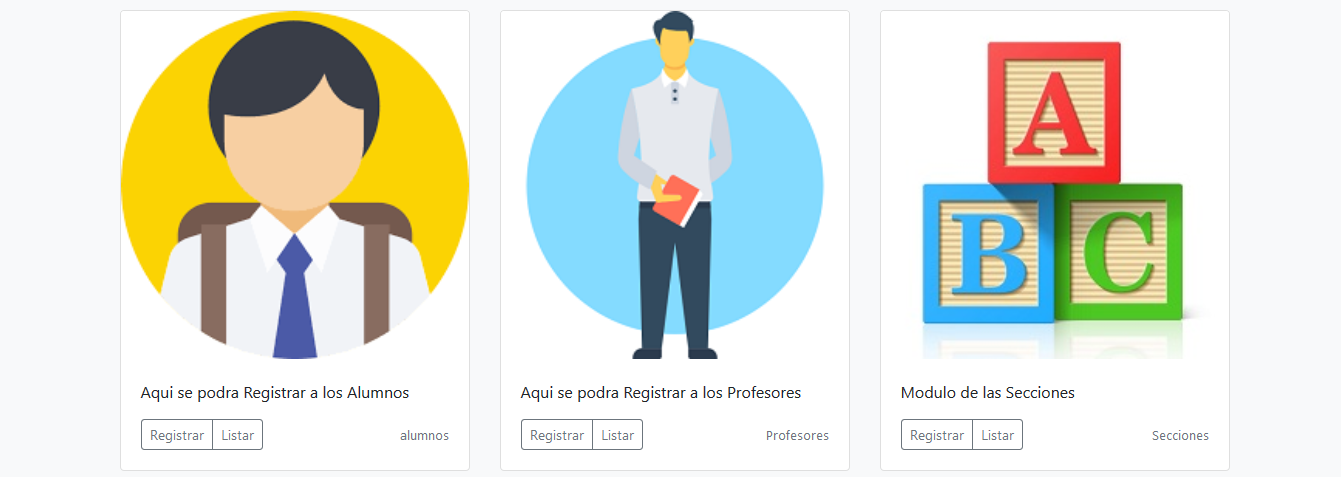 A
B C
Aqui se podra Registrar a los Alumnos
Registrar Listar alumnos
Aqui se podra Registrar a los Profesores
Registrar Listar Profesores
Modulo de las Secciones
Registrar Listar Secciones